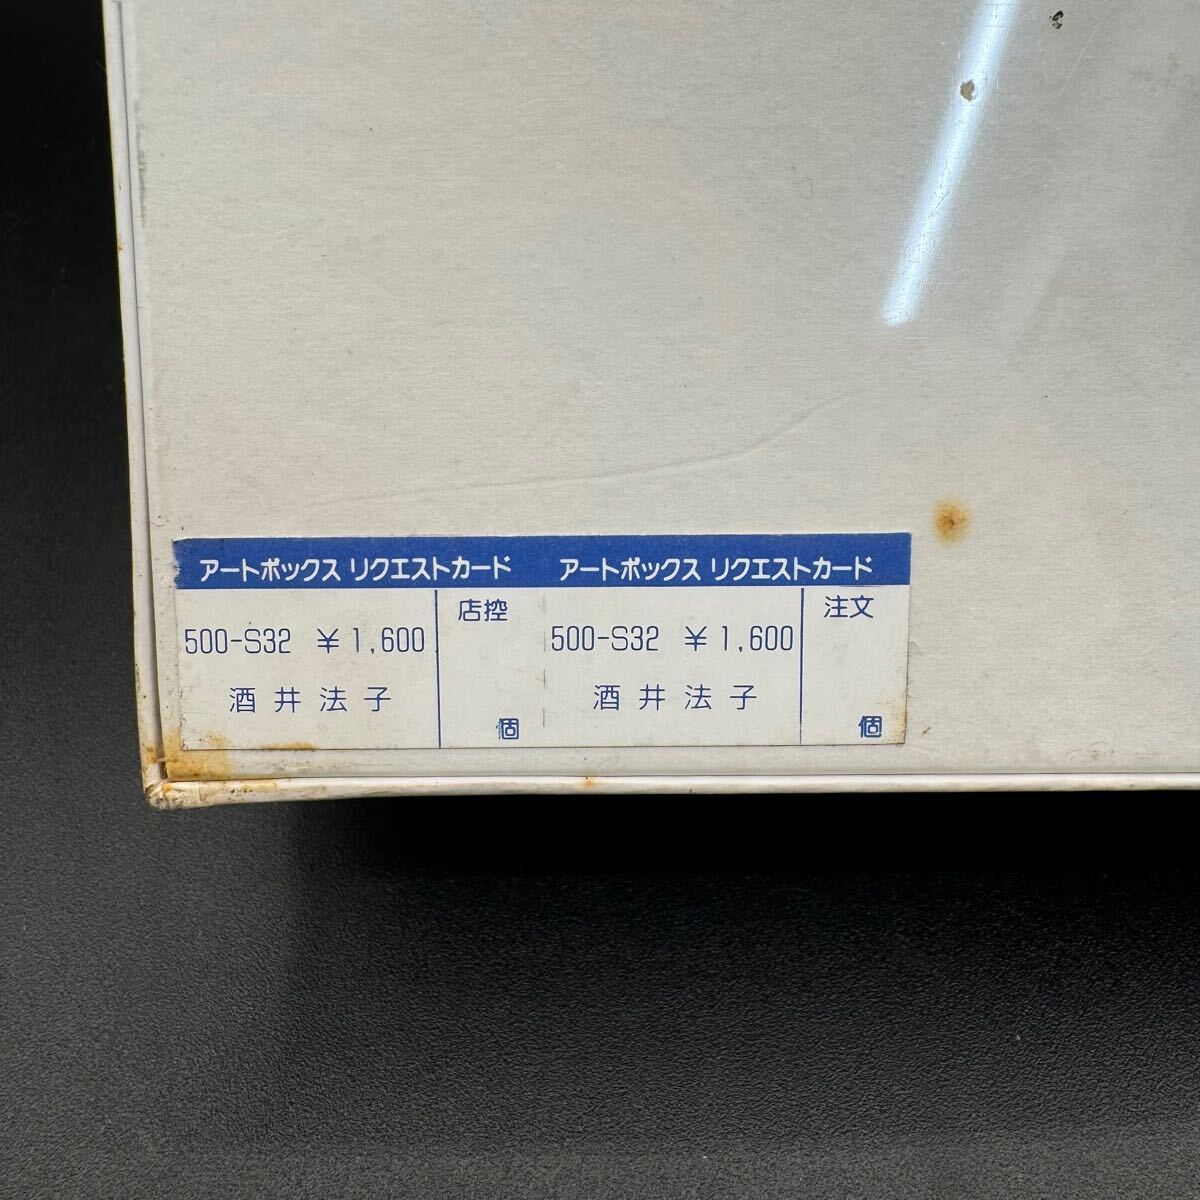 アートボックス リクエストカード アートボックス リクエストカード
店控 注文
500-S32 ¥1,600 500-S32 ¥1,600
酒井法子 酒井法子
個 個